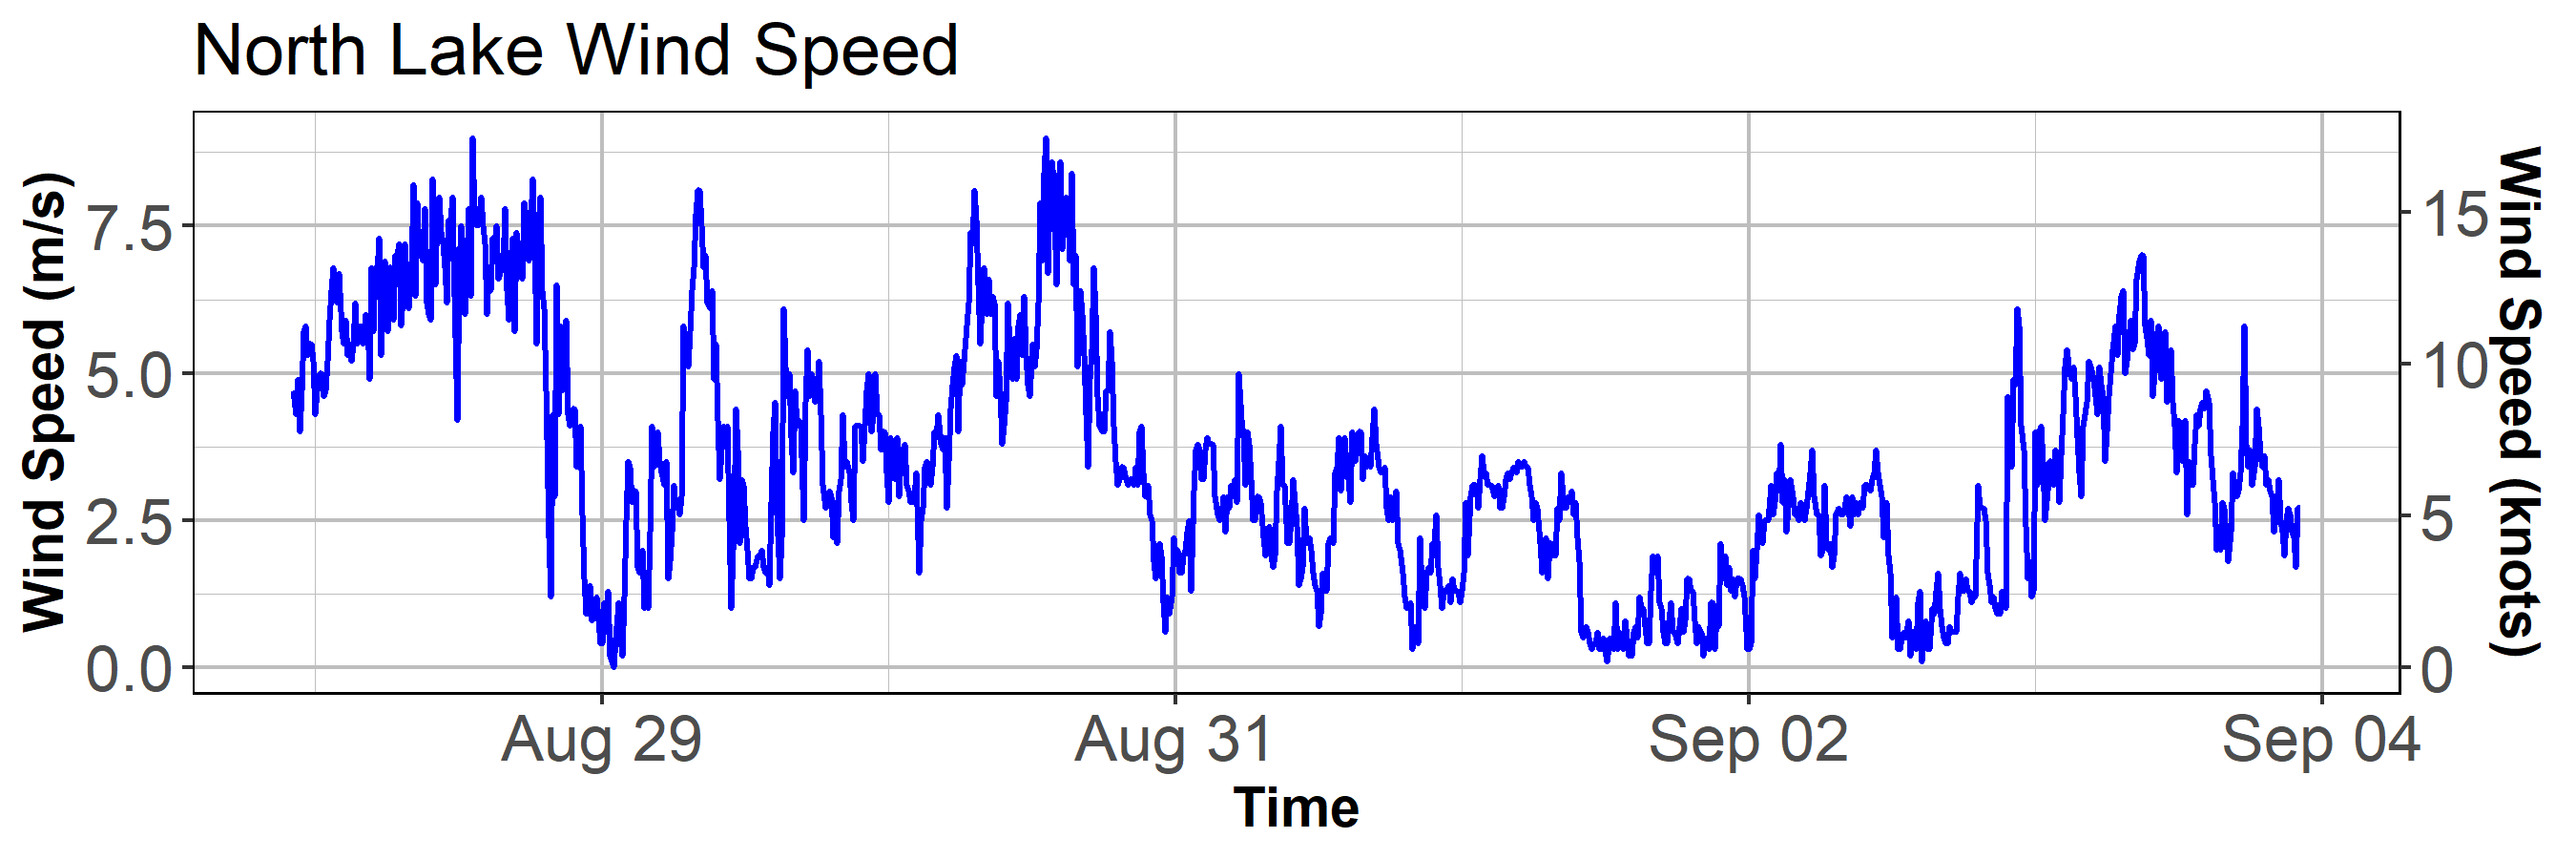 North Lake Wind Speed
Wind Speed (m/s)
7.5
5.0
2.5
0.0
15
10
5
0
Wind Speed (knots)
Aug 29
Aug 31
Sep 02
Sep 04
Time